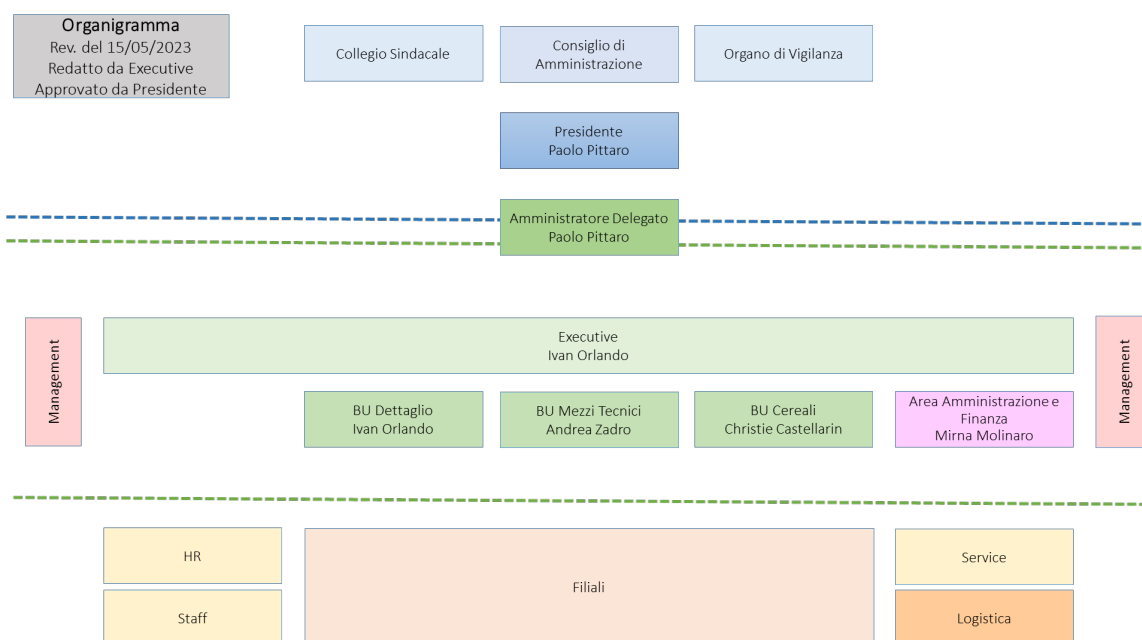 Organigramma
Rev. del 15/05/2023
Redatto da Executive
Approvato da Presidente
Collegio Sindacale
Consiglio di
Amministrazione
Organo di Vigilanza
Presidente
Paolo Pittaro
Amministratore Delegato
Paolo Pittaro
Management
Executive
Ivan Orlando
Management
BU Dettaglio
Ivan Orlando
BU Mezzi Tecnici
Andrea Zadro
BU Cereali
Christie Castellarin
Area Amministrazione e
Finanza
Mirna Molinaro
HR
Filiali
Service
Staff
Logistica